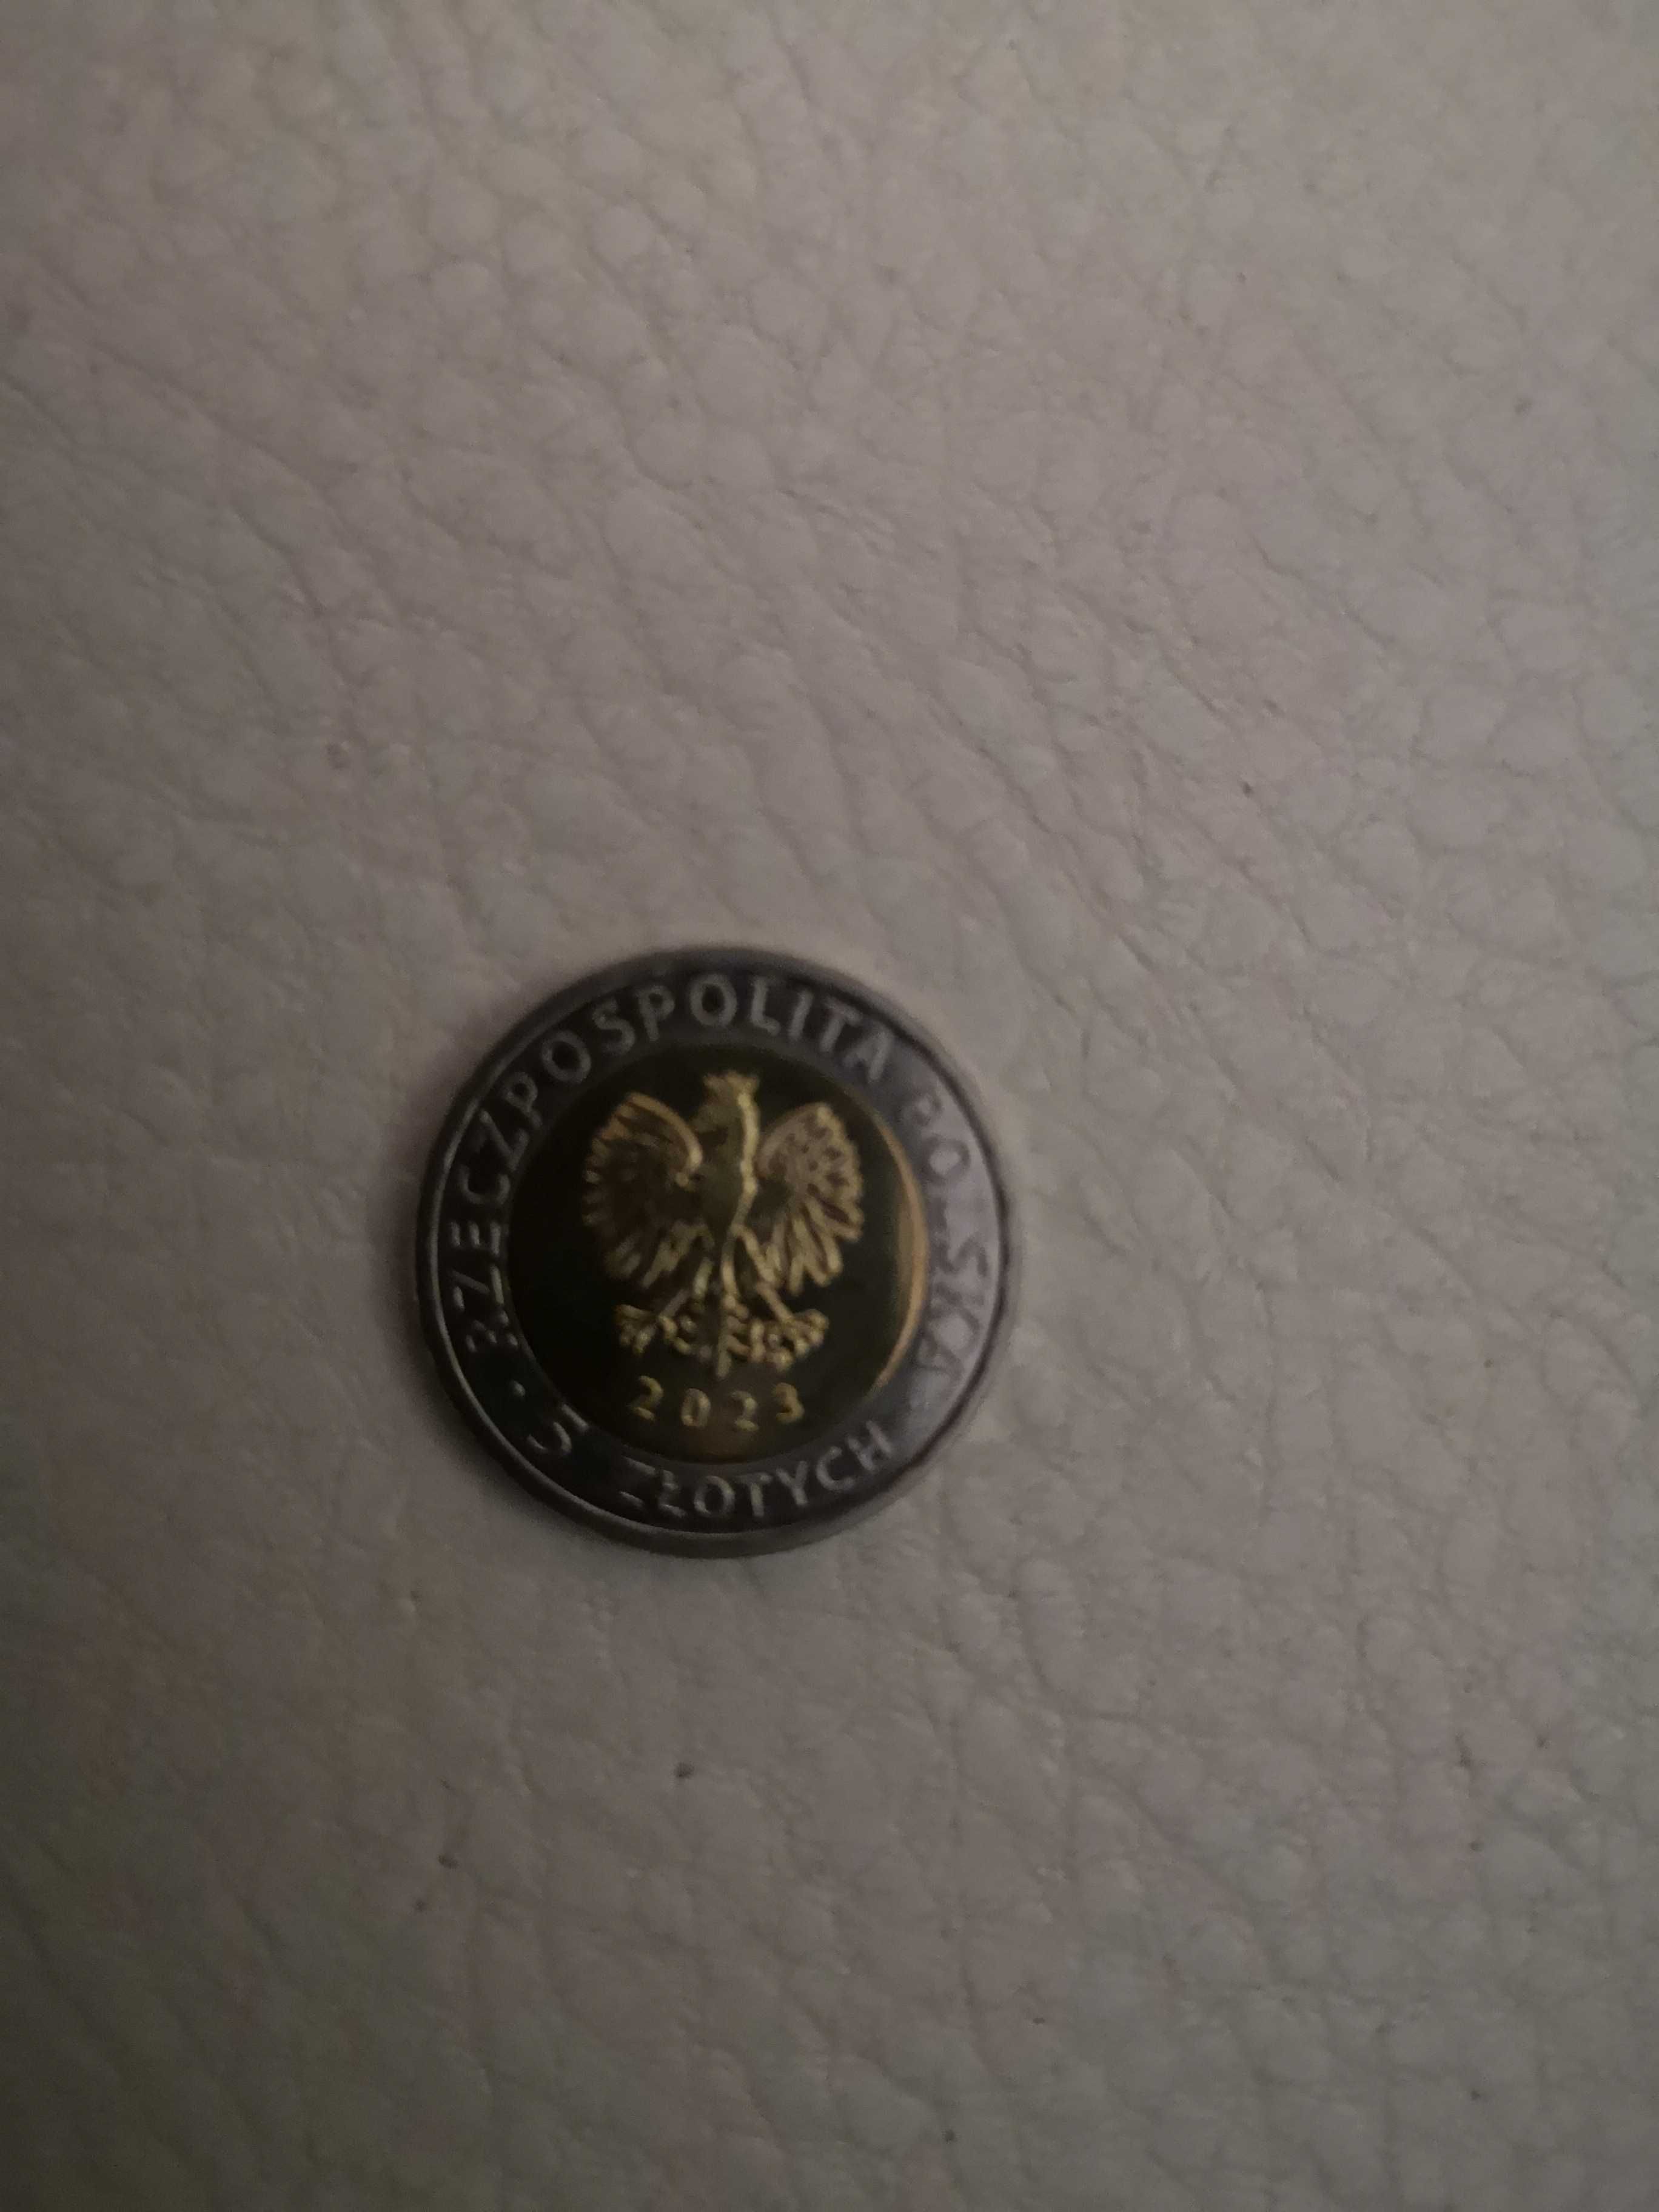 RZECZPOSPOLITA POLSKA
2023
5 ZŁOTYCH